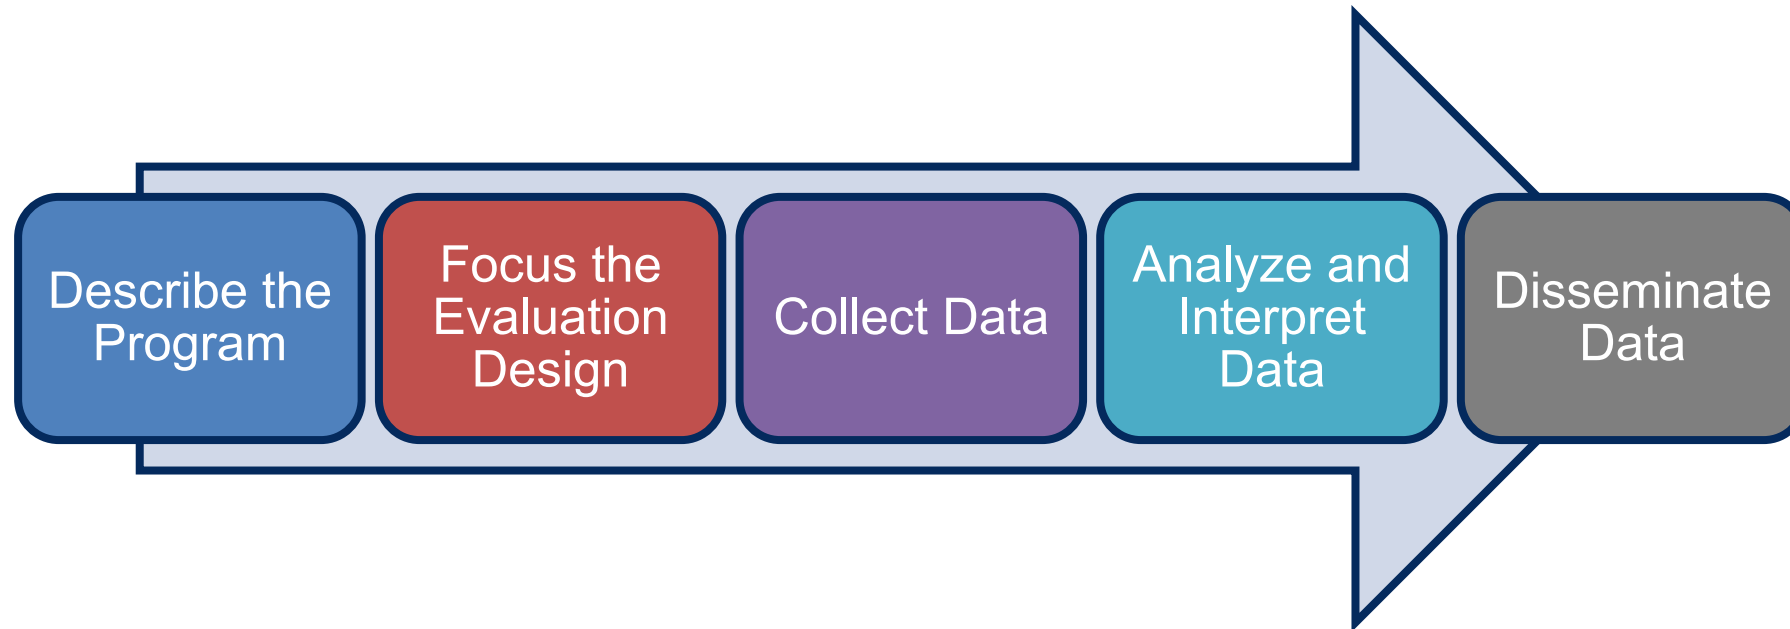 Describe the
Program
Focus the
Evaluation
Design
Collect Data
Analyze and
Interpret
Data
Disseminate
Data